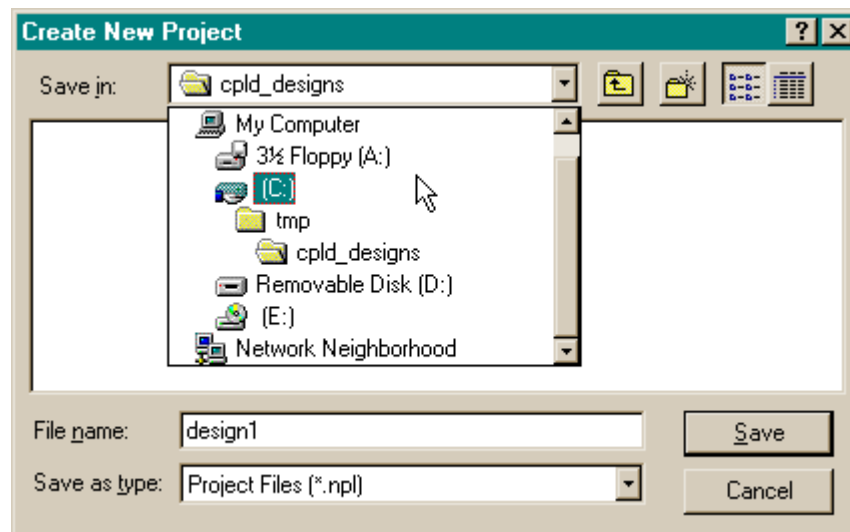 Create New Project
Save in: cpld_designs
My Computer
3½ Floppy (A:)
(C:)
tmp
cpld_designs
Removable Disk (D:)
(E:)
Network Neighborhood
File name: design1 Save
Save as type: Project Files (*.npl) Cancel